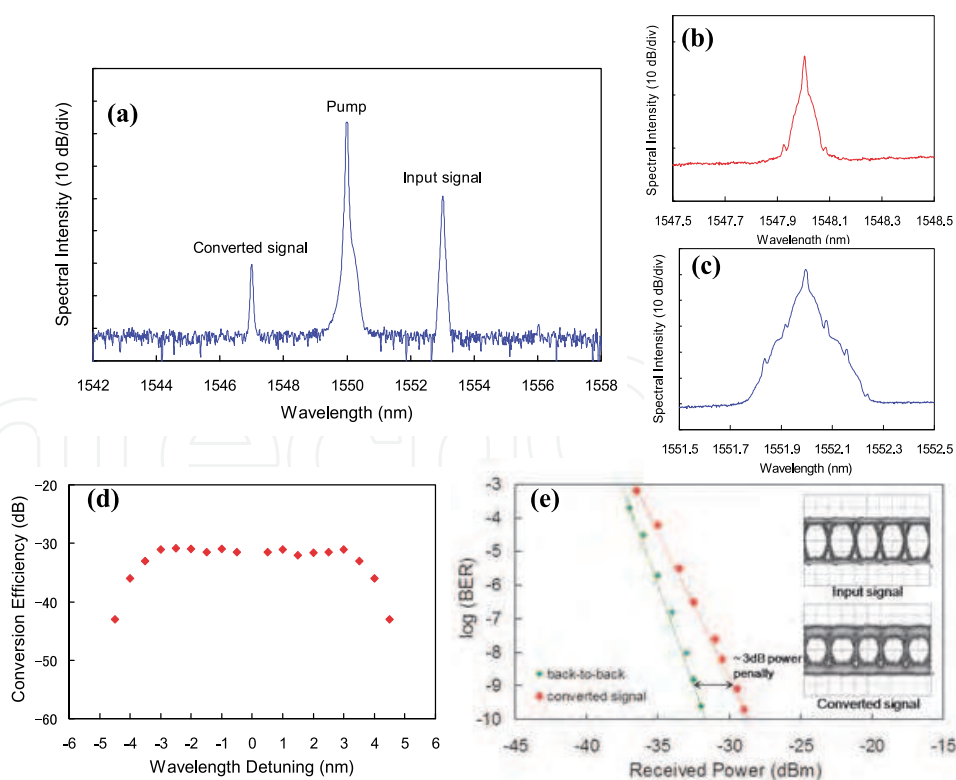 (a)
Pump
Input signal
Converted signal
Spectral Intensity (10 dB/div)
1542 1544 1546 1548 1550 1552 1554 1556 1558
Wavelength (nm)
(b)
Spectral Intensity (10 dB/div)
1547.5 1547.7 1547.9 1548.1 1548.3 1548.5
Wavelength (nm)
(c)
Spectral Intensity (10 dB/div)
1551.5 1551.7 1551.9 1552.1 1552.3 1552.5
Wavelength (nm)
(d)
Conversion Efficiency (dB)
−20
−30
−40
−50
−60
-6 -5 -4 -3 -2 -1 0 1 2 3 4 5 6
Wavelength Detuning (nm)
(e)
log (BER)
-3
-4
-5
-6
-7
-8
-9
-10
Input signal
Converted signal
~3dB power
penalty
back-to-back
converted signal
-45 -40 -35 -30 -25 -20 -15
Received Power (dBm)